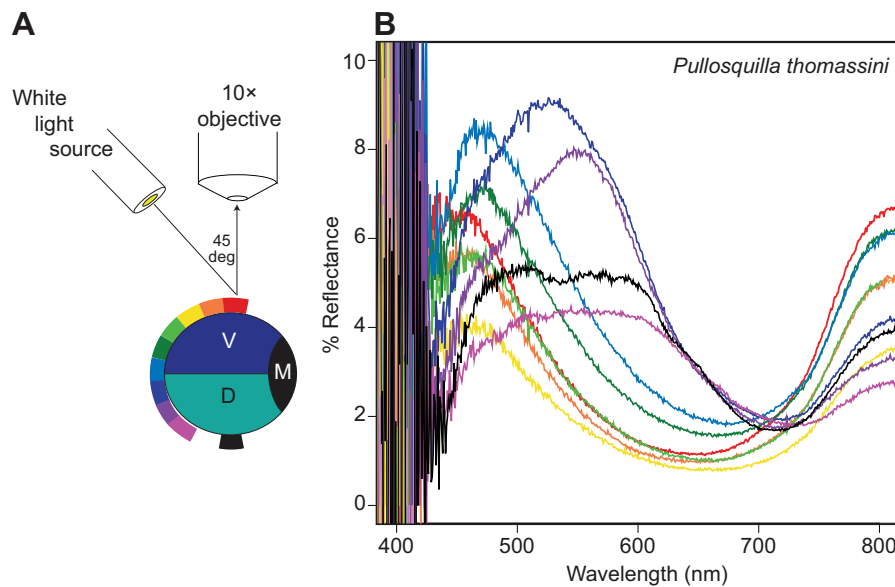 A
White
light
source
10×
objective
45
deg
V
D
M
B
Pullosquilla thomassini
% Reflectance
10
8
6
4
2
0
400
500
600
700
800
Wavelength (nm)